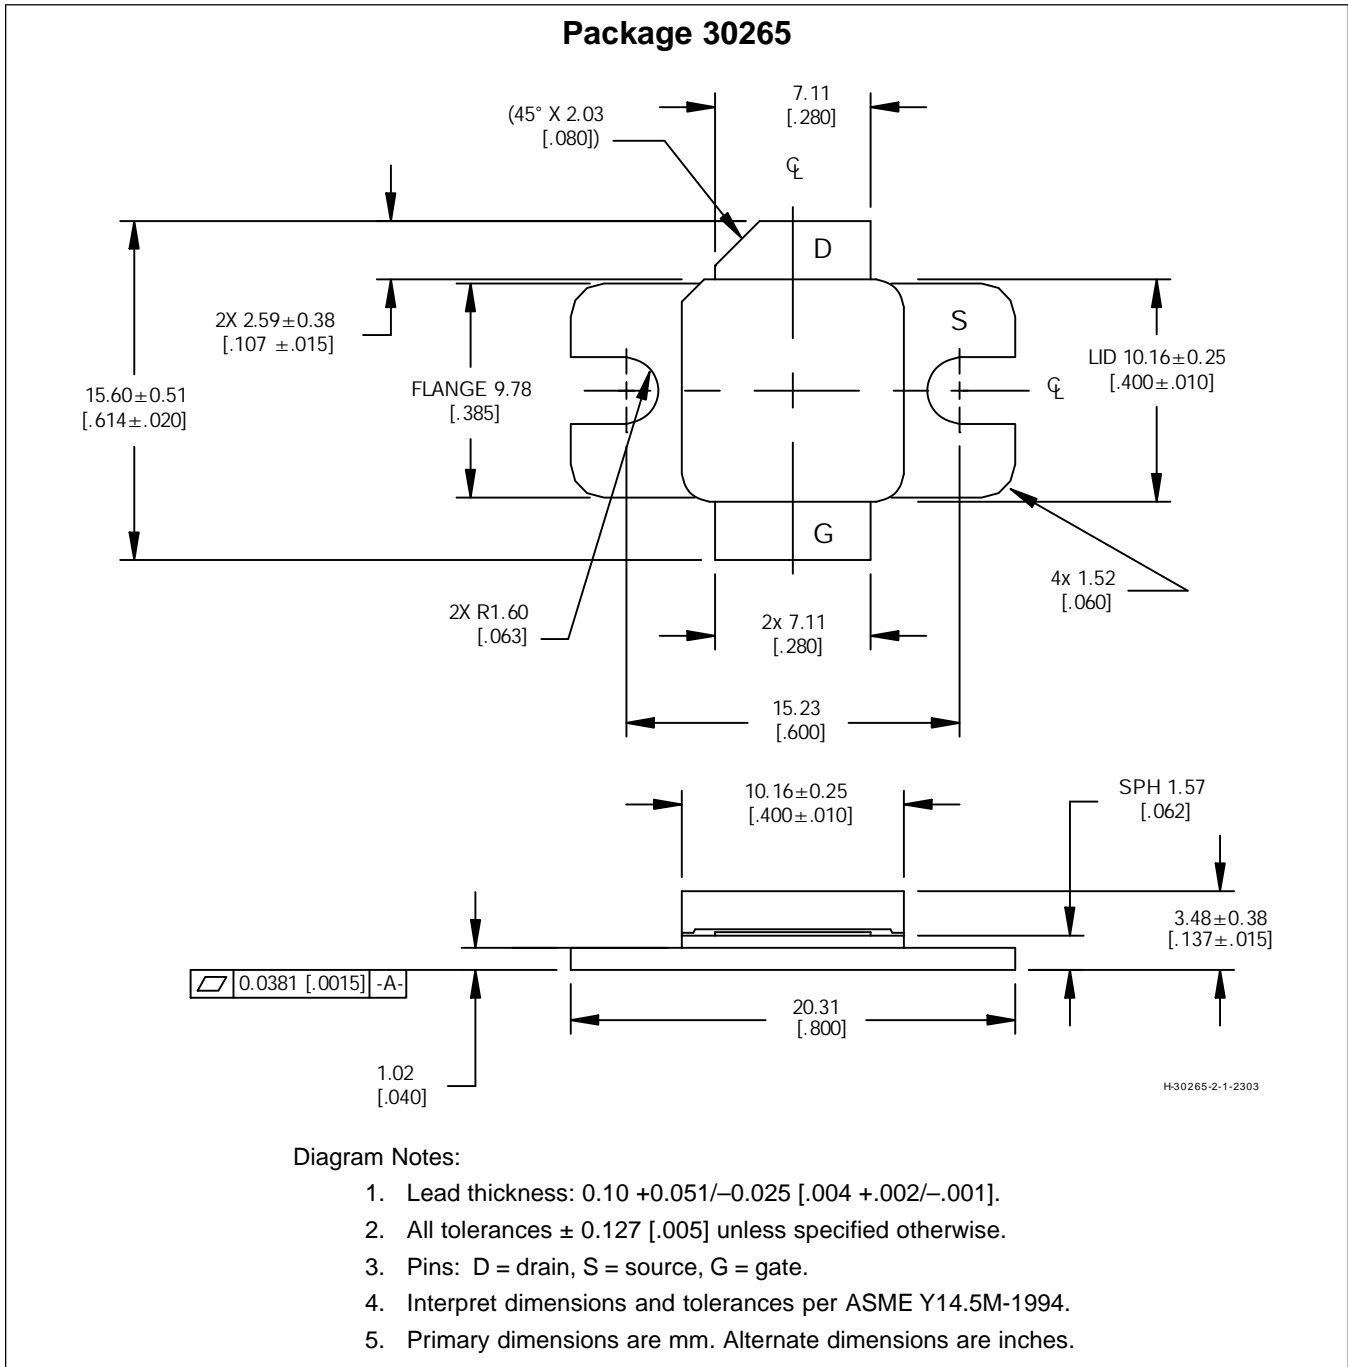 Package 30265
7.11
[.280]
(45° X 2.03
[.080])
℄
D
2X 2.59±0.38
[.107 ±.015]
S
LID 10.16±0.25
[.400±.010]
15.60±0.51
[.614±.020]
FLANGE 9.78
[.385]
℄
G
4x 1.52
[.060]
2X R1.60
[.063]
2x 7.11
[.280]
15.23
[.600]
10.16±0.25
[.400±.010]
SPH 1.57
[.062]
3.48±0.38
[.137±.015]
0.0381 [.0015] -A-
20.31
[.800]
1.02
[.040]
H-30265-2-1-2303
Diagram Notes:
1. Lead thickness: 0.10 +0.051/–0.025 [.004 +.002/–.001].
2. All tolerances ± 0.127 [.005] unless specified otherwise.
3. Pins: D = drain, S = source, G = gate.
4. Interpret dimensions and tolerances per ASME Y14.5M-1994.
5. Primary dimensions are mm. Alternate dimensions are inches.